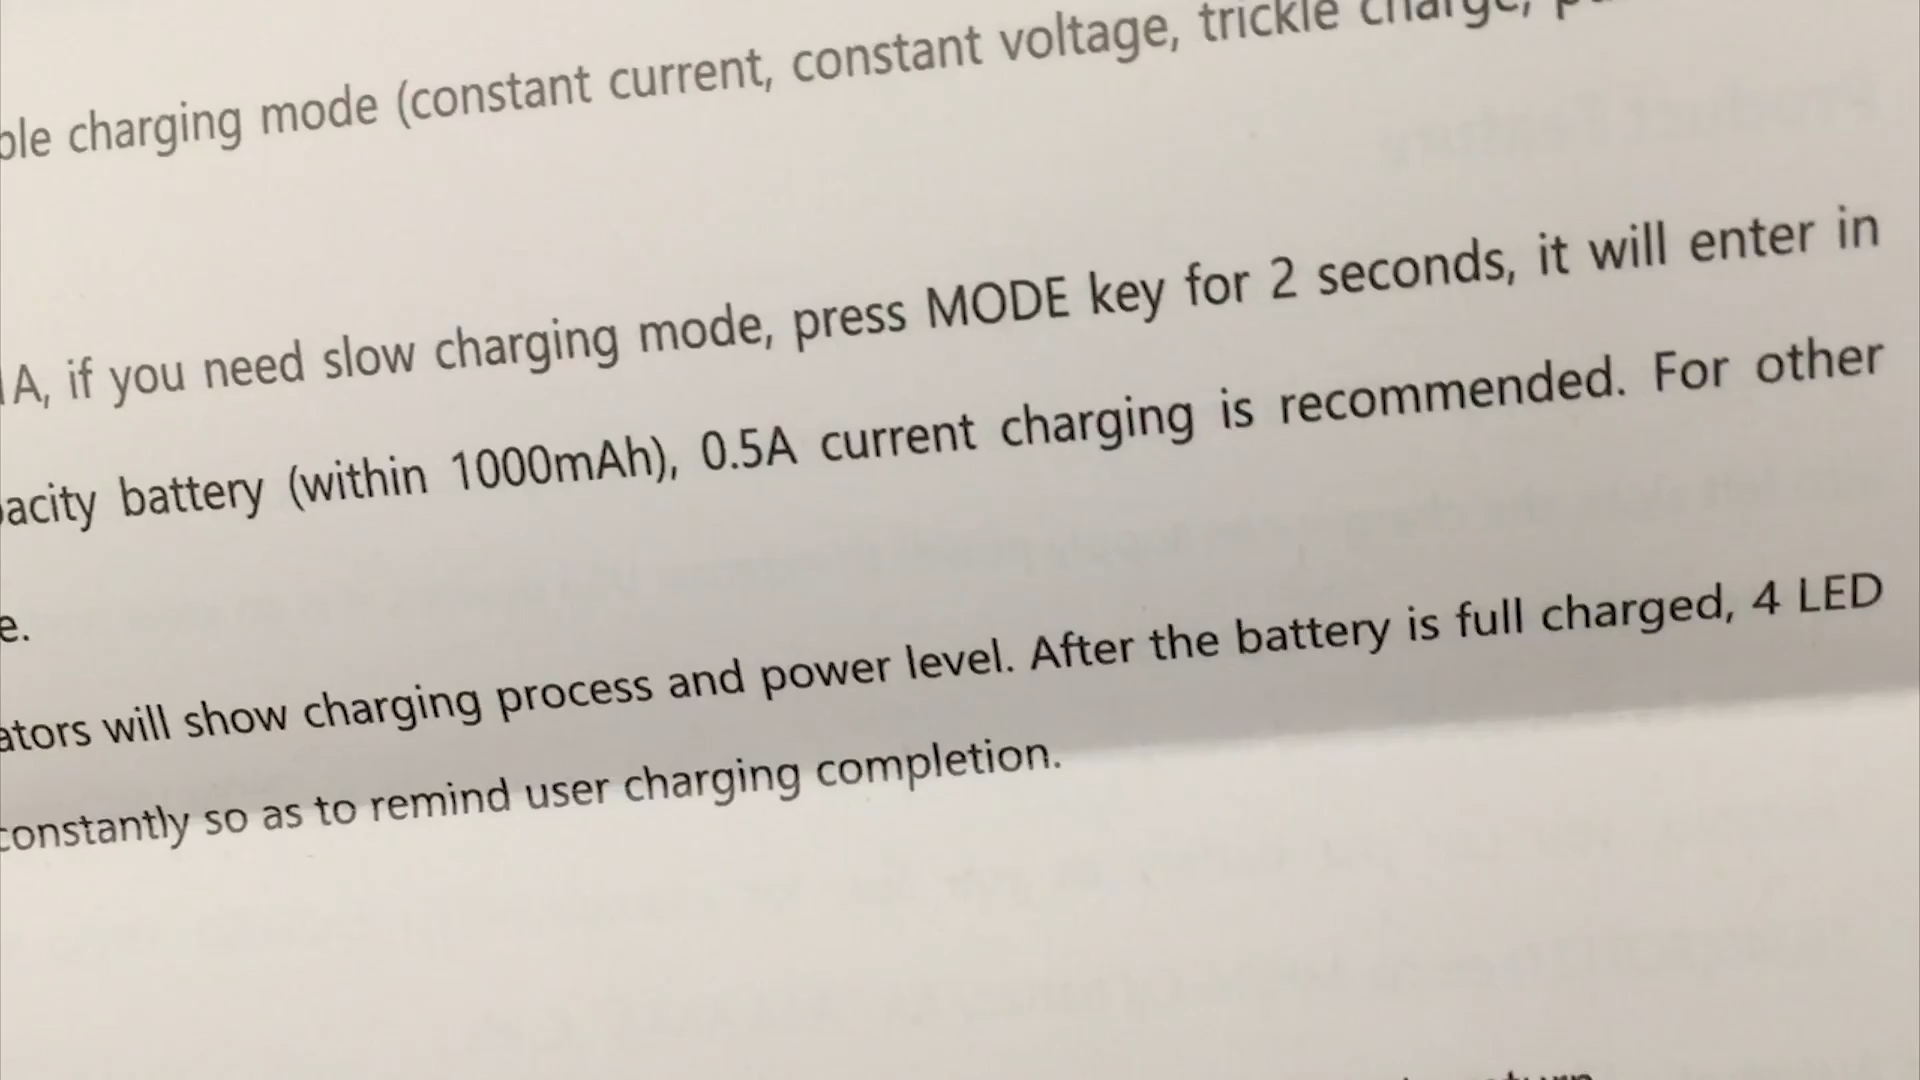 ble charging mode (constant current, constant voltage, trickle charge,
A, if you need slow charging mode, press MODE key for 2 seconds, it will enter in
acity battery (within 1000mAh), 0.5A current charging is recommended. For other
e.
ators will show charging process and power level. After the battery is full charged, 4 LED
constantly so as to remind user charging completion.